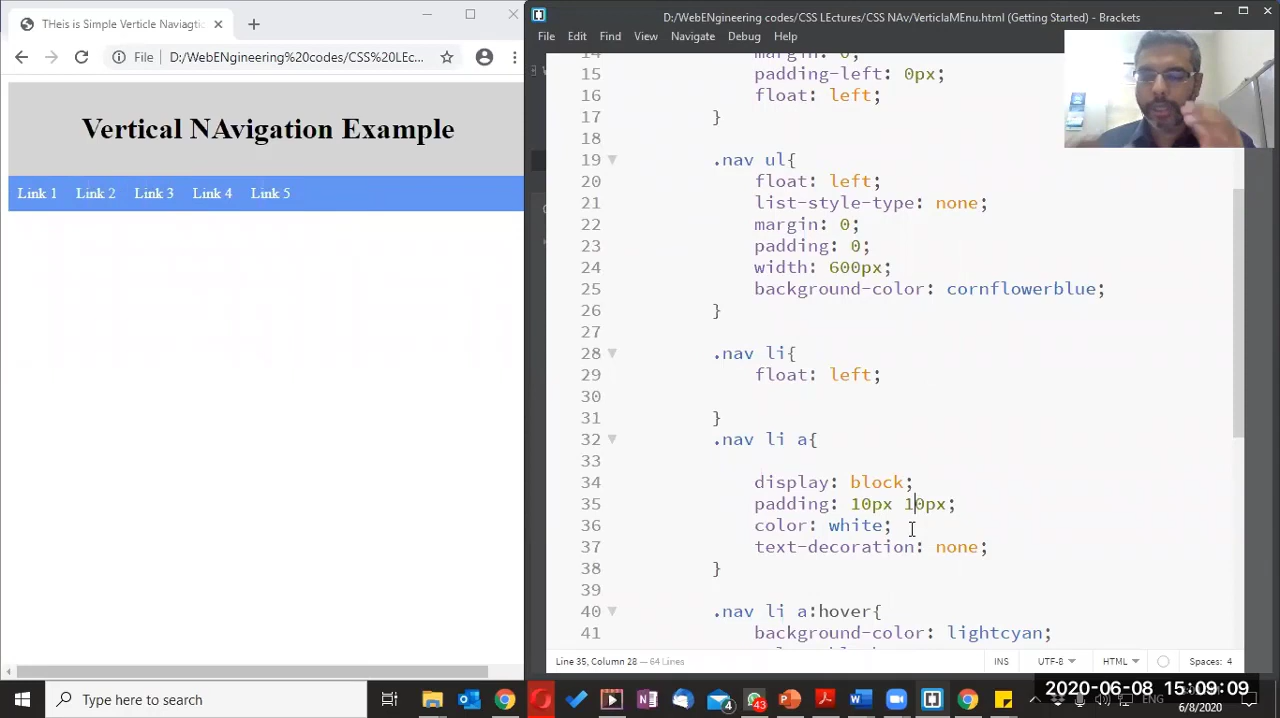 THeis is Simple Verticle Naviagtic
File
D:/WebENgineering%20codes/CSS%20LEc...
Vertical NAvigation Example
Link 1 Link 2 Link 3 Link 4 Link 5
Type here to search
D:/WebENgineering codes/CSS LEctures/CSS NAv/VerticlaMEnu.html (Getting Started) - Brackets
File Edit Find View Navigate Debug Help
14 margin: 0;
15 padding-left: 0px;
16 float: left;
17 }
18
19 .nav ul{
20 float: left;
21 list-style-type: none;
22 margin: 0;
23 padding: 0;
24 width: 600px;
25 background-color: cornflowerblue;
26 }
27
28 .nav li{
29 float: left;
30
31 }
32 .nav li a{
33
34 display: block;
35 padding: 10px 10px;
36 color: white;
37 text-decoration: none;
38 }
39
40 .nav li a:hover{
41 background-color: lightcyan;
Line 35, Column 28 — 64 Lines
INS UTF-8 HTML Spaces: 4
4
43
2020-06-08 15:09:09
ENG
6/8/2020